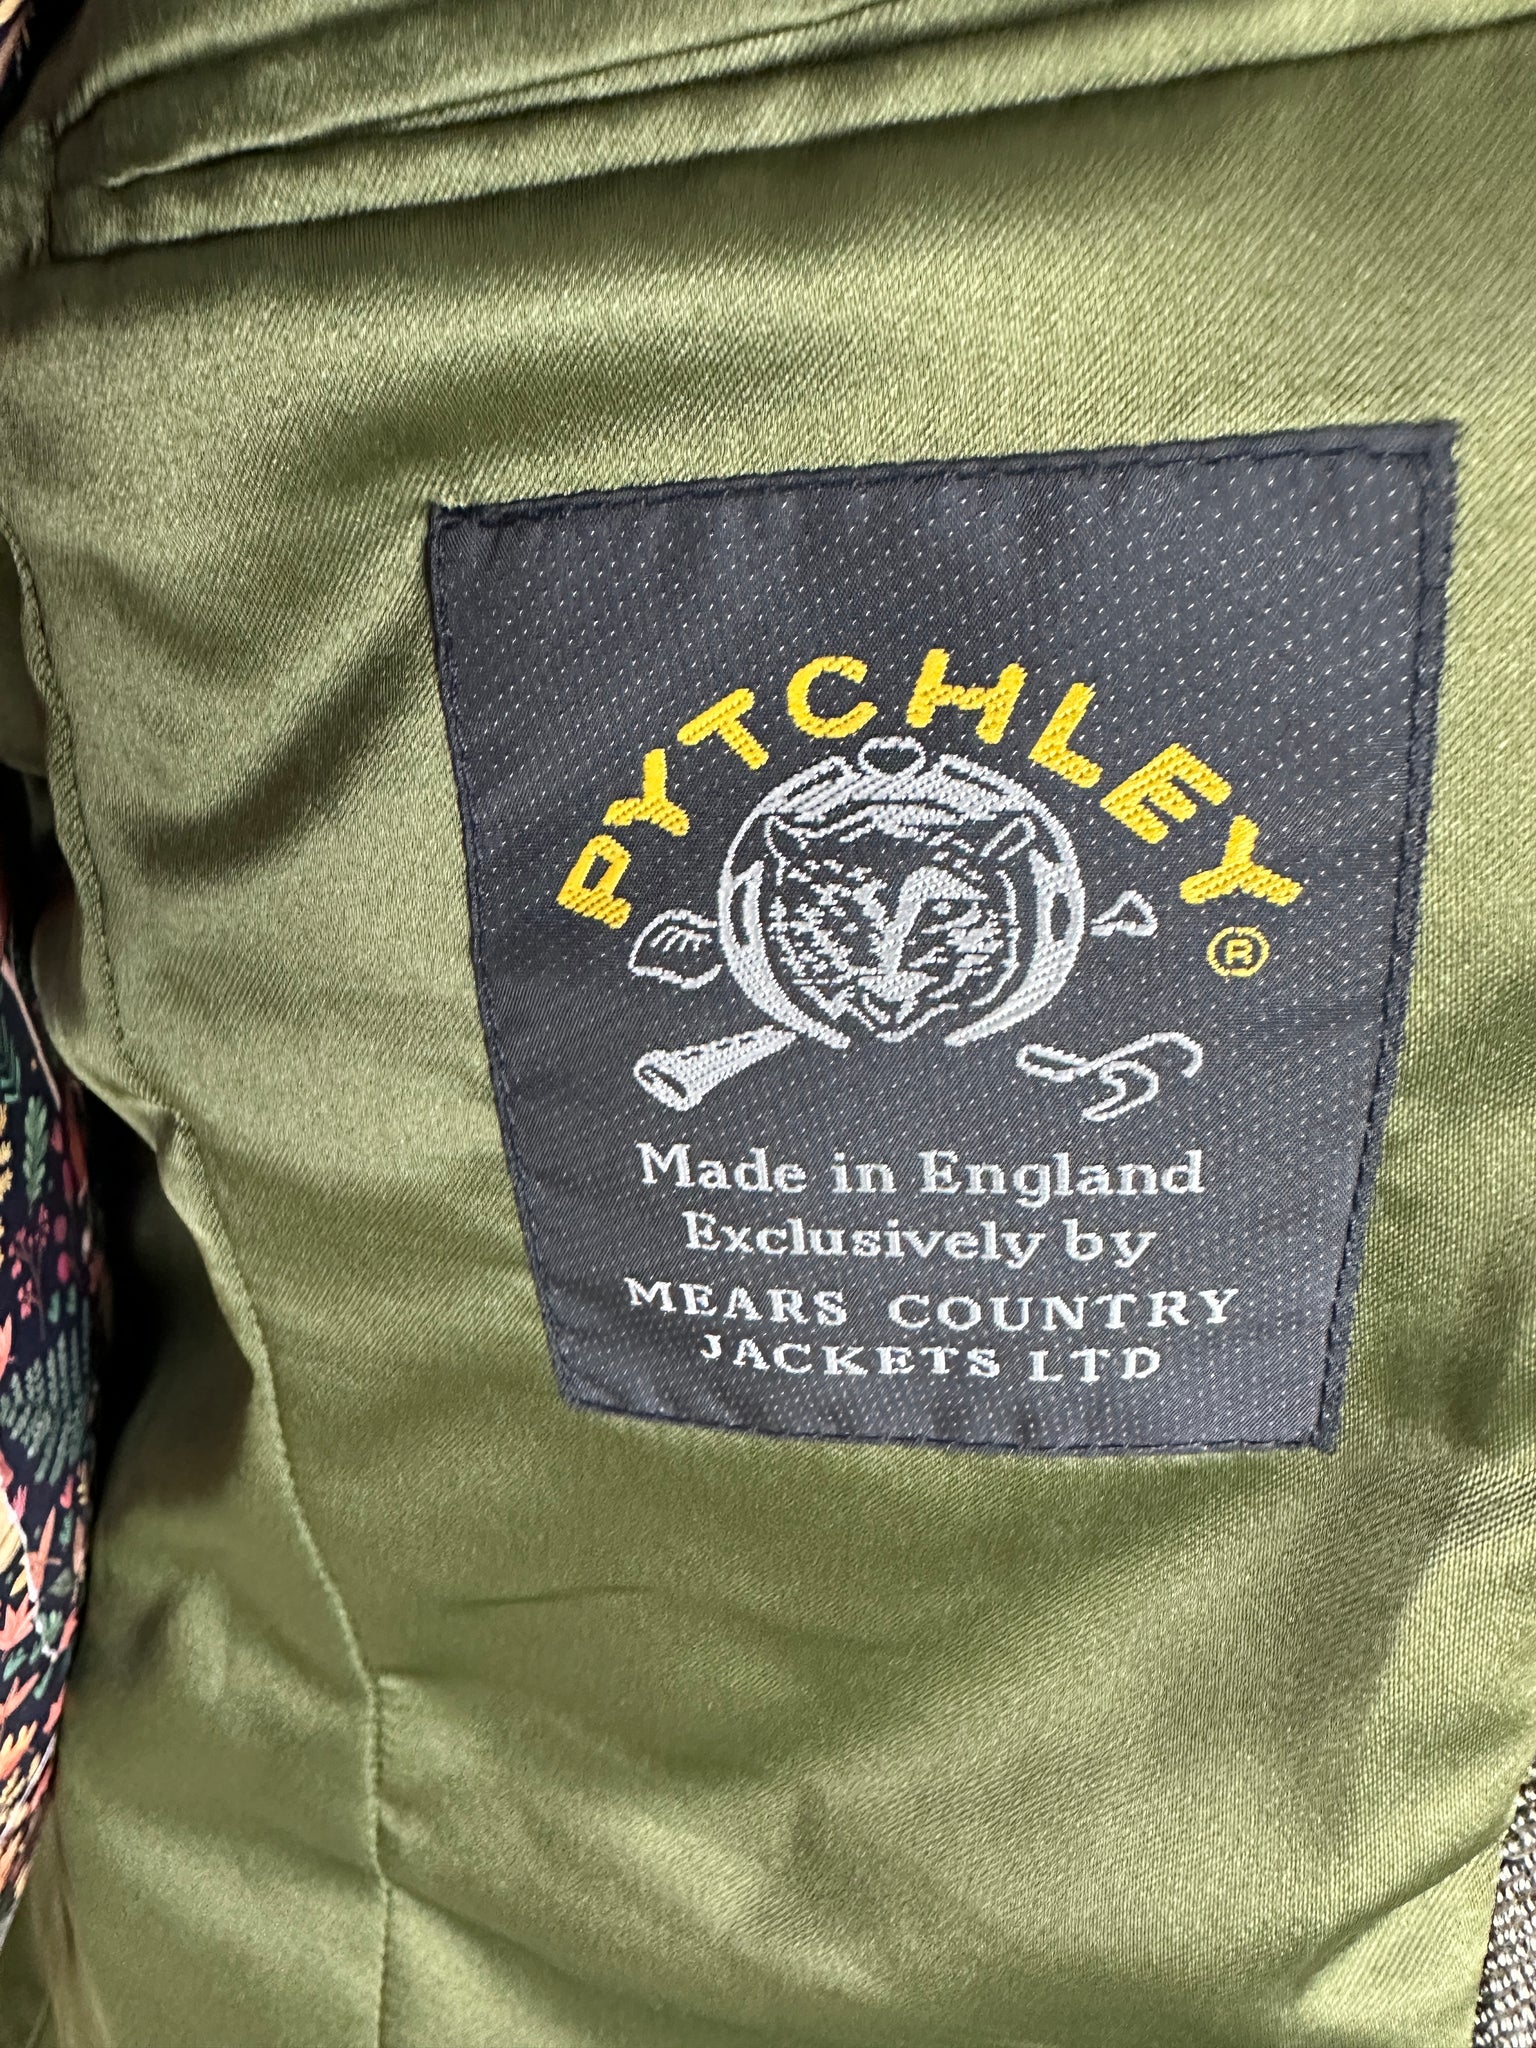 PYTCHLEY®
Made in England
Exclusively by
MEARS COUNTRY
JACKETS LTD